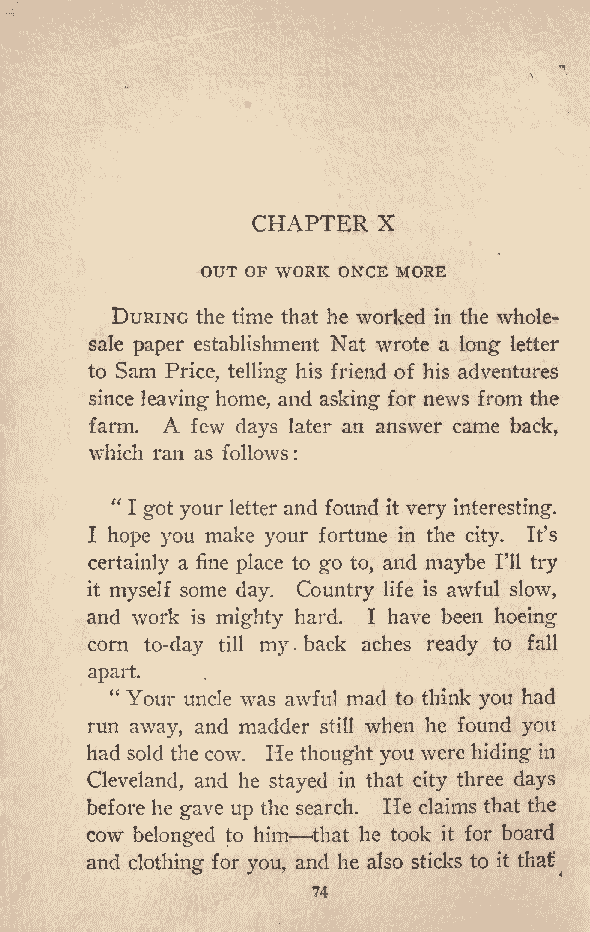 CHAPTER X
OUT OF WORK ONCE MORE
DURING the time that he worked in the whole-
sale paper establishment Nat wrote a long letter
to Sam Price, telling his friend of his adventures
since leaving home, and asking for news from the
farm. A few days later an answer came back,
which ran as follows:
“ I got your letter and found it very interesting.
I hope you make your fortune in the city. It’s
certainly a fine place to go to, and maybe I’ll try
it myself some day. Country life is awful slow,
and work is mighty hard. I have been hoeing
corn to-day till my back aches ready to fall
apart.
“ Your uncle was awful mad to think you had
run away, and madder still when he found you
had sold the cow. He thought you were hiding in
Cleveland, and he stayed in that city three days
before he gave up the search. He claims that the
cow belonged to him—that he took it for board
and clothing for you, and he also sticks to it that
74